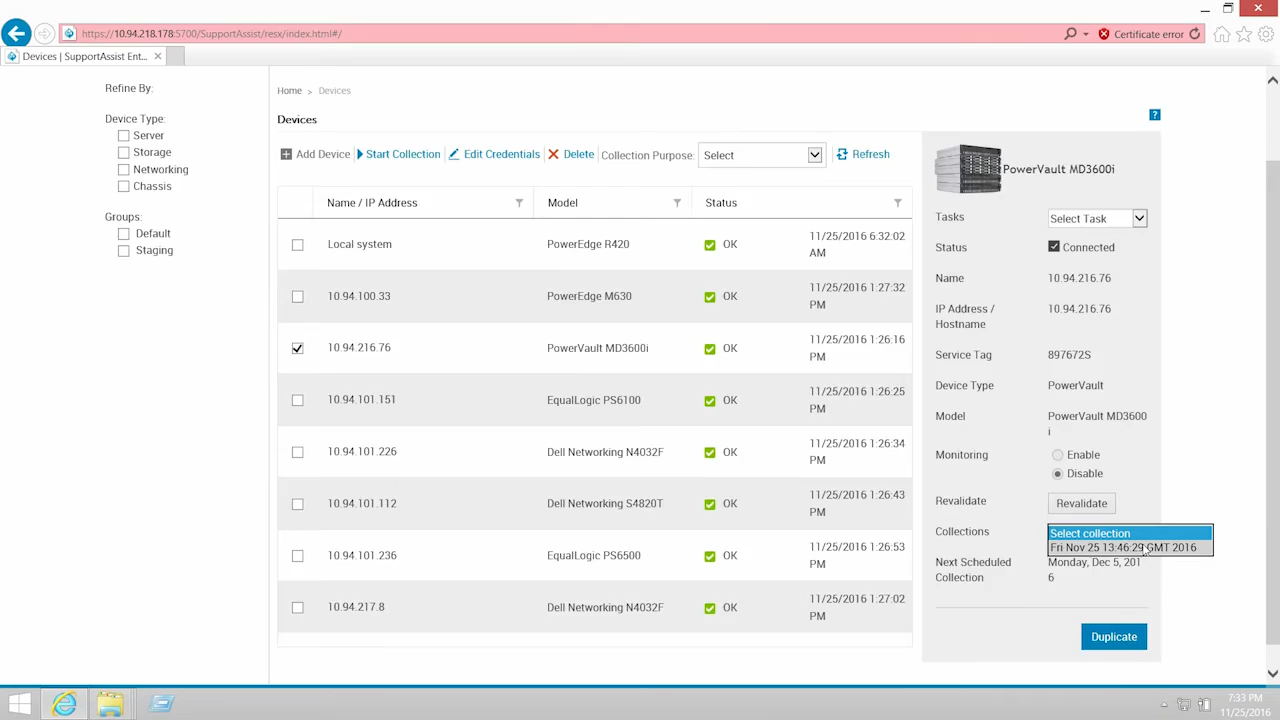 https://10.94.218.178:5700/SupportAssist/resx/index.html#/
Certificate error
Devices | SupportAssist Ent...
Refine By:
Device Type:
Server
Storage
Networking
Chassis
Groups:
Default
Staging
Home > Devices
Devices
?
Add Device Start Collection Edit Credentials Delete Collection Purpose: Select Refresh
Name / IP Address Model Status
Local system PowerEdge R420 OK 11/25/2016 6:32:02
AM
10.94.100.33 PowerEdge M630 OK 11/25/2016 1:27:32
PM
10.94.216.76 PowerVault MD3600i OK 11/25/2016 1:26:16
PM
10.94.101.151 EqualLogic PS6100 OK 11/25/2016 1:26:25
PM
10.94.101.226 Dell Networking N4032F OK 11/25/2016 1:26:34
PM
10.94.101.112 Dell Networking S4820T OK 11/25/2016 1:26:43
PM
10.94.101.236 EqualLogic PS6500 OK 11/25/2016 1:26:53
PM
10.94.217.8 Dell Networking N4032F OK 11/25/2016 1:27:02
PM
PowerVault MD3600i
Tasks Select Task
Status Connected
Name 10.94.216.76
IP Address / 10.94.216.76
Hostname
Service Tag 897672S
Device Type PowerVault
Model PowerVault MD3600
i
Monitoring Enable
Disable
Revalidate Revalidate
Collections Select collection
Fri Nov 25 13:46:29 GMT 2016
Next Scheduled Monday, Dec 5, 201
Collection 6
Duplicate
7:33 PM
11/25/2016